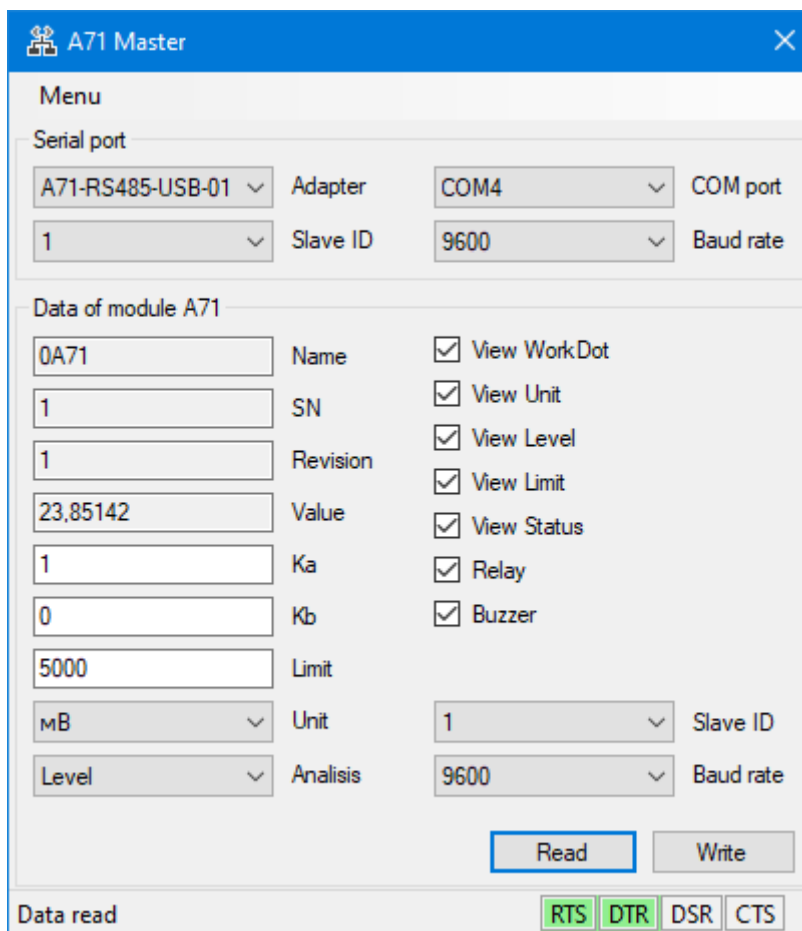 A71 Master
Menu
Serial port
A71-RS485-USB-01 Adapter COM4 COM port
1 Slave ID 9600 Baud rate
Data of module A71
0A71 Name View WorkDot
1 SN View Unit
1 Revision View Level
23,85142 Value View Limit
1 Ka View Status
0 Kb Relay
5000 Limit Buzzer
мВ Unit 1 Slave ID
Level Analisis 9600 Baud rate
Read Write
Data read RTS DTR DSR CTS